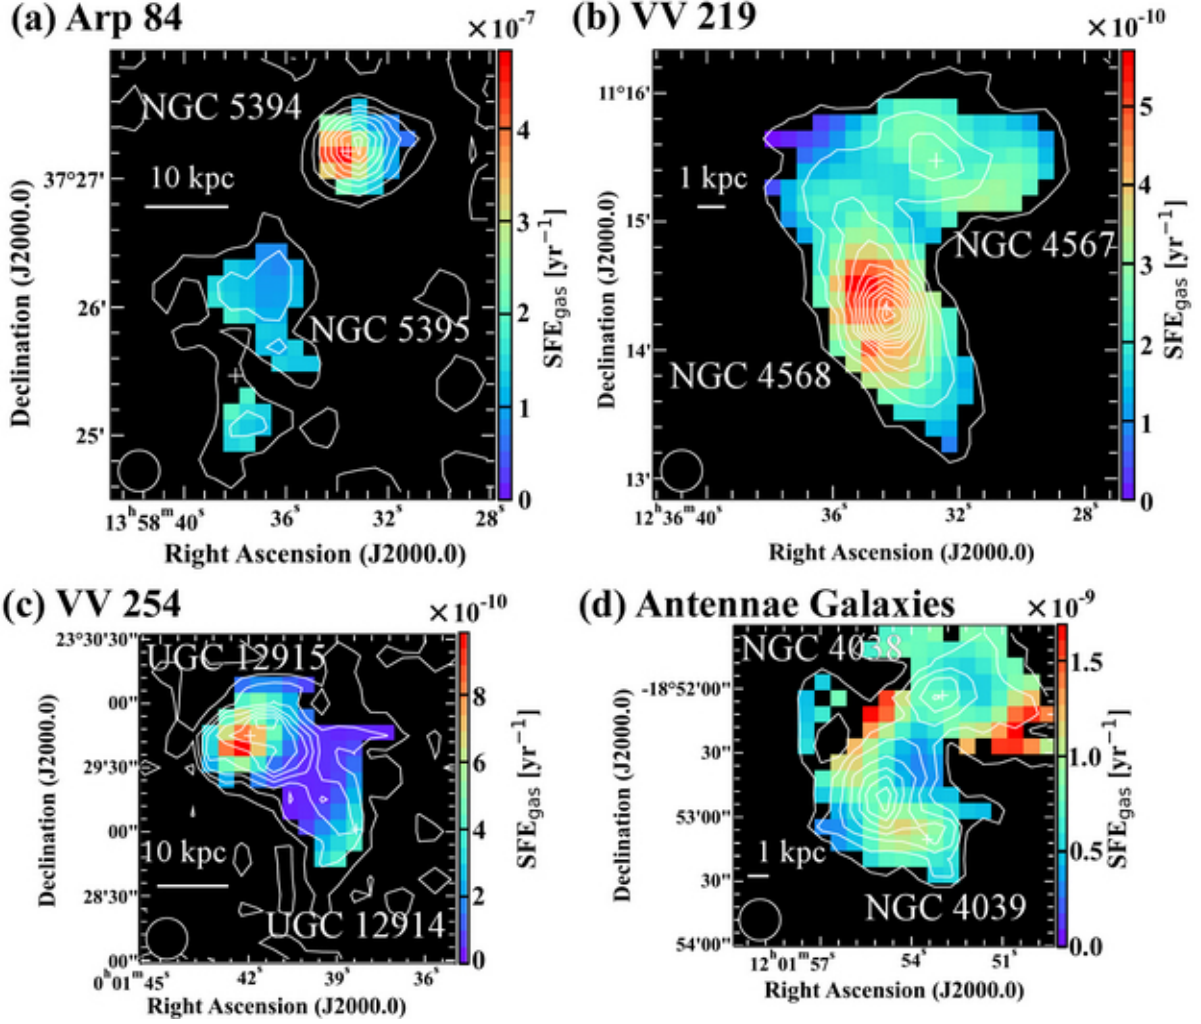 (a) Arp 84
×10⁻⁷
NGC 5394
10 kpc
NGC 5395
37°27'
26'
25'
13ʰ58ᵐ40ˢ
36ˢ
32ˢ
28ˢ
Declination (J2000.0)
Right Ascension (J2000.0)
4
3
2
1
0
SFEgas [yr⁻¹]
(b) VV 219
×10⁻¹⁰
1 kpc
NGC 4567
NGC 4568
11°16'
15'
14'
13'
12ʰ36ᵐ40ˢ
36ˢ
32ˢ
28ˢ
Declination (J2000.0)
Right Ascension (J2000.0)
5
4
3
2
1
0
SFEgas [yr⁻¹]
(c) VV 254
×10⁻¹⁰
UGC 12915
10 kpc
UGC 12914
23°30'30"
00"
29'30"
00"
28'30"
00"
0ʰ01ᵐ45ˢ
42ˢ
39ˢ
36ˢ
Declination (J2000.0)
Right Ascension (J2000.0)
8
6
4
2
0
SFEgas [yr⁻¹]
(d) Antennae Galaxies
×10⁻⁹
NGC 4038
1 kpc
NGC 4039
-18°52'00"
30"
53'00"
30"
54'00"
12ʰ01ᵐ57ˢ
54ˢ
51ˢ
Declination (J2000.0)
Right Ascension (J2000.0)
1.5
1.0
0.5
0.0
SFEgas [yr⁻¹]